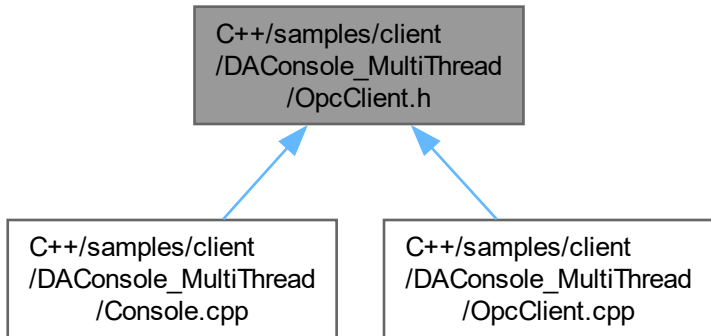 C++/samples/client
/DAConsole_MultiThread
/OpcClient.h
C++/samples/client
/DAConsole_MultiThread
/Console.cpp
C++/samples/client
/DAConsole_MultiThread
/OpcClient.cpp